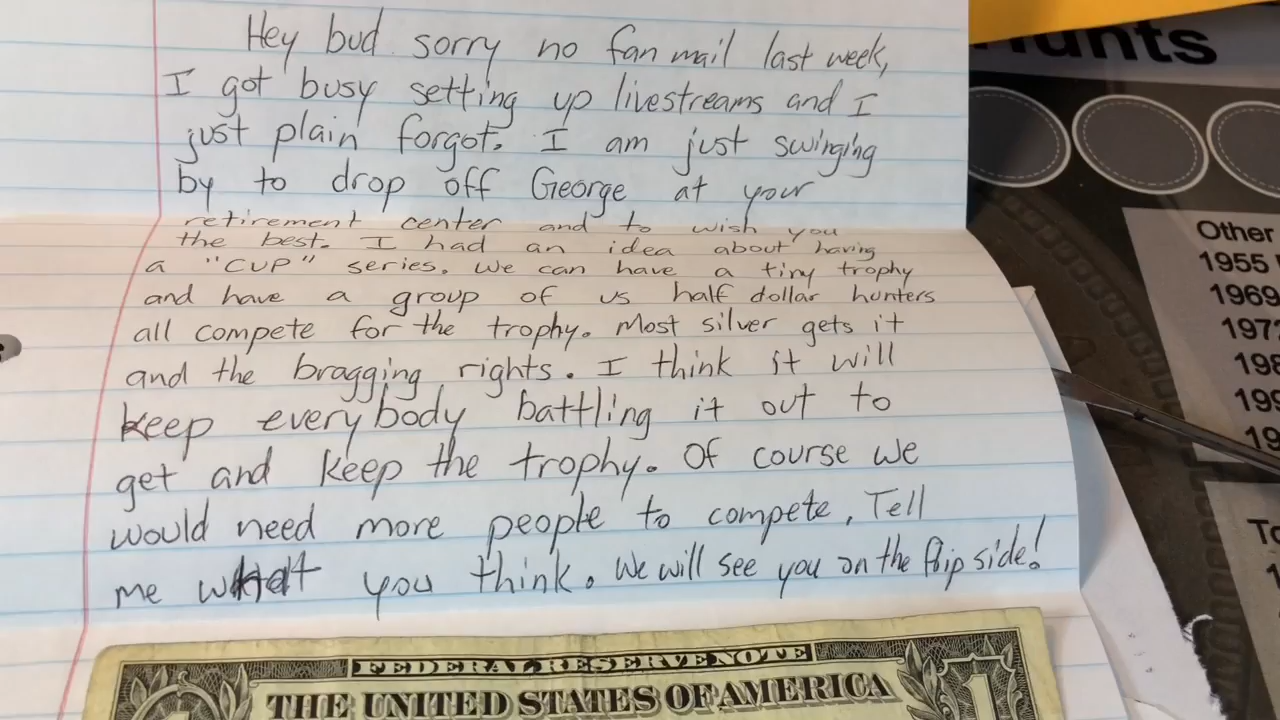 Hey bud sorry no fan mail last week,
I got busy setting up livestreams and I
just plain forgot. I am just swinging
by to drop off George at your
retirement center and to wish you
the best. I had an idea about having
a "CUP" series. We can have a tiny trophy
and have a group of us half dollar hunters
all compete for the trophy. Most silver gets it
and the bragging rights. I think it will
keep everybody battling it out to
get and keep the trophy. Of course we
would need more people to compete, Tell
me what you think. We will see you on the flip side!
FEDERAL RESERVE NOTE
THE UNITED STATES OF AMERICA
1
Other
1955
1969